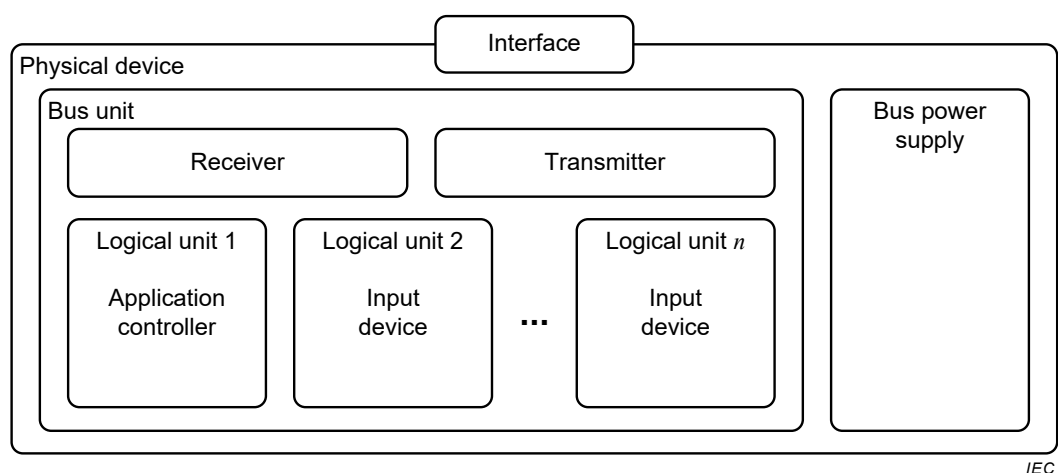 Interface
Physical device
Bus unit
Bus power
supply
Receiver
Transmitter
Logical unit 1
Application
controller
Logical unit 2
Input
device
...
Logical unit n
Input
device
IEC